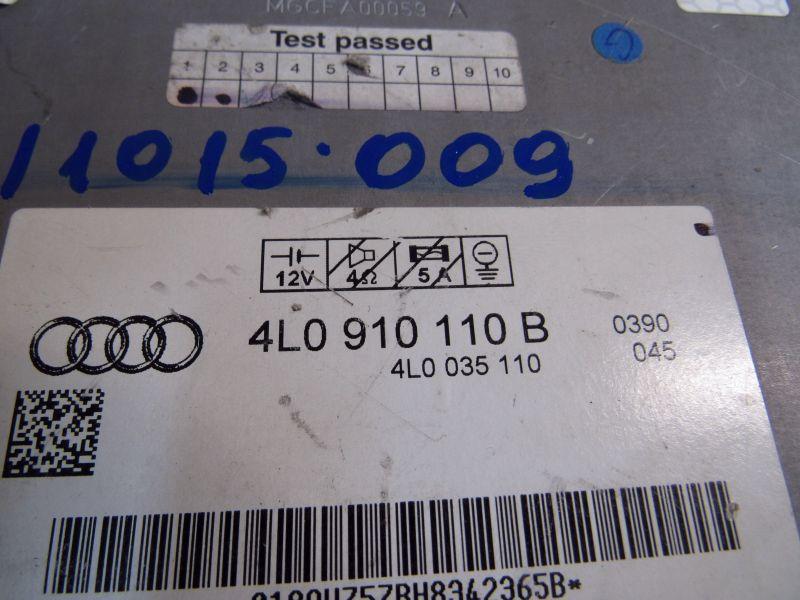 MGCFA00059 A
Test passed
1 2 3 4 5 6 7 8 9 10
11015.009
12V 4Ω 5A
4L0 910 110 B 0390
4L0 035 110 045